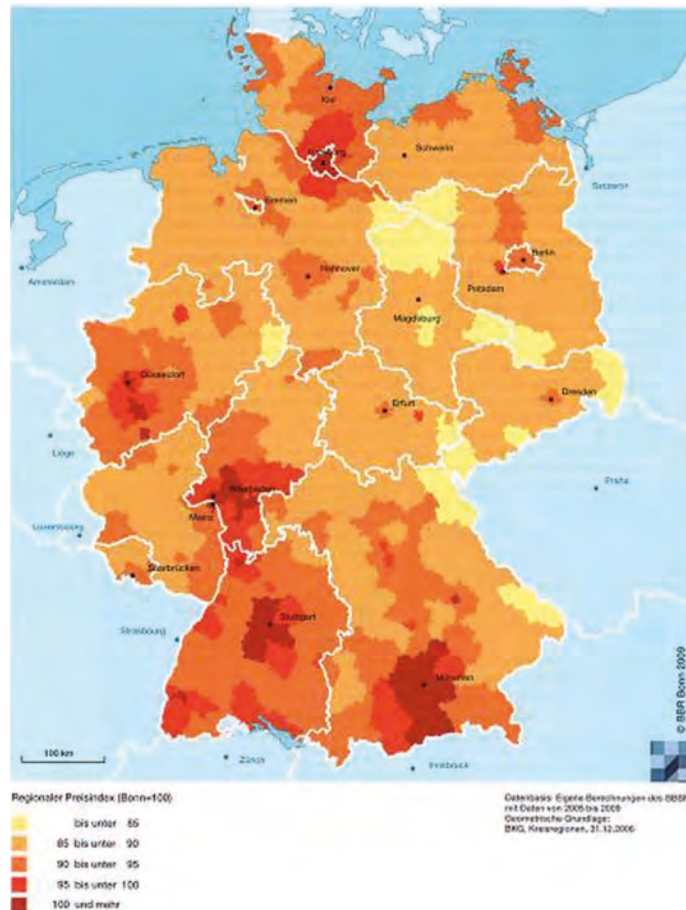 Kiel
Schwerin
Szczecin
Bremen
Amsterdam
Hannover
Berlin
Potsdam
Magdeburg
Düsseldorf
Erfurt
Dresden
Liège
Wiesbaden
Mainz
Praha
Luxembourg
Saarbrücken
Stuttgart
Strasbourg
München
© BBR Bonn 2009
100 km
Zürich
Innsbruck
Regionaler Preisindex (Bonn=100)
bis unter 85
85 bis unter 90
90 bis unter 95
95 bis unter 100
100 und mehr
Datenbasis: Eigene Berechnungen des BBSR
mit Daten von 2005 bis 2009
Geometrische Grundlage:
BKG, Kreisregionen, 31.12.2006